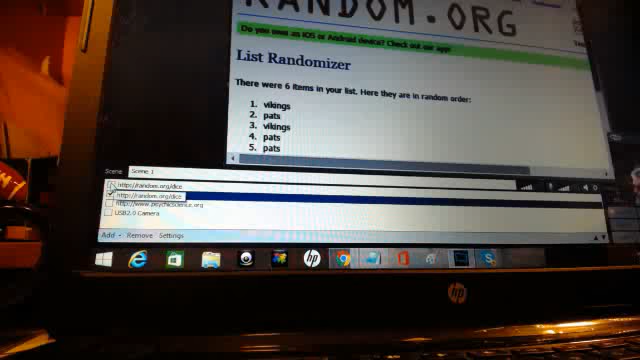 RANDOM.ORG
Do you own an iOS or Android device? Check out our app!
List Randomizer
There were 6 items in your list. Here they are in random order:
1. vikings
2. pats
3. vikings
4. pats
5. pats
Scene: Scene: 1
http://random.org/dice
http://random.org/dice
http://www.psychicscience.org
USB2.0 Camera
Add Remove Settings
hp
hp